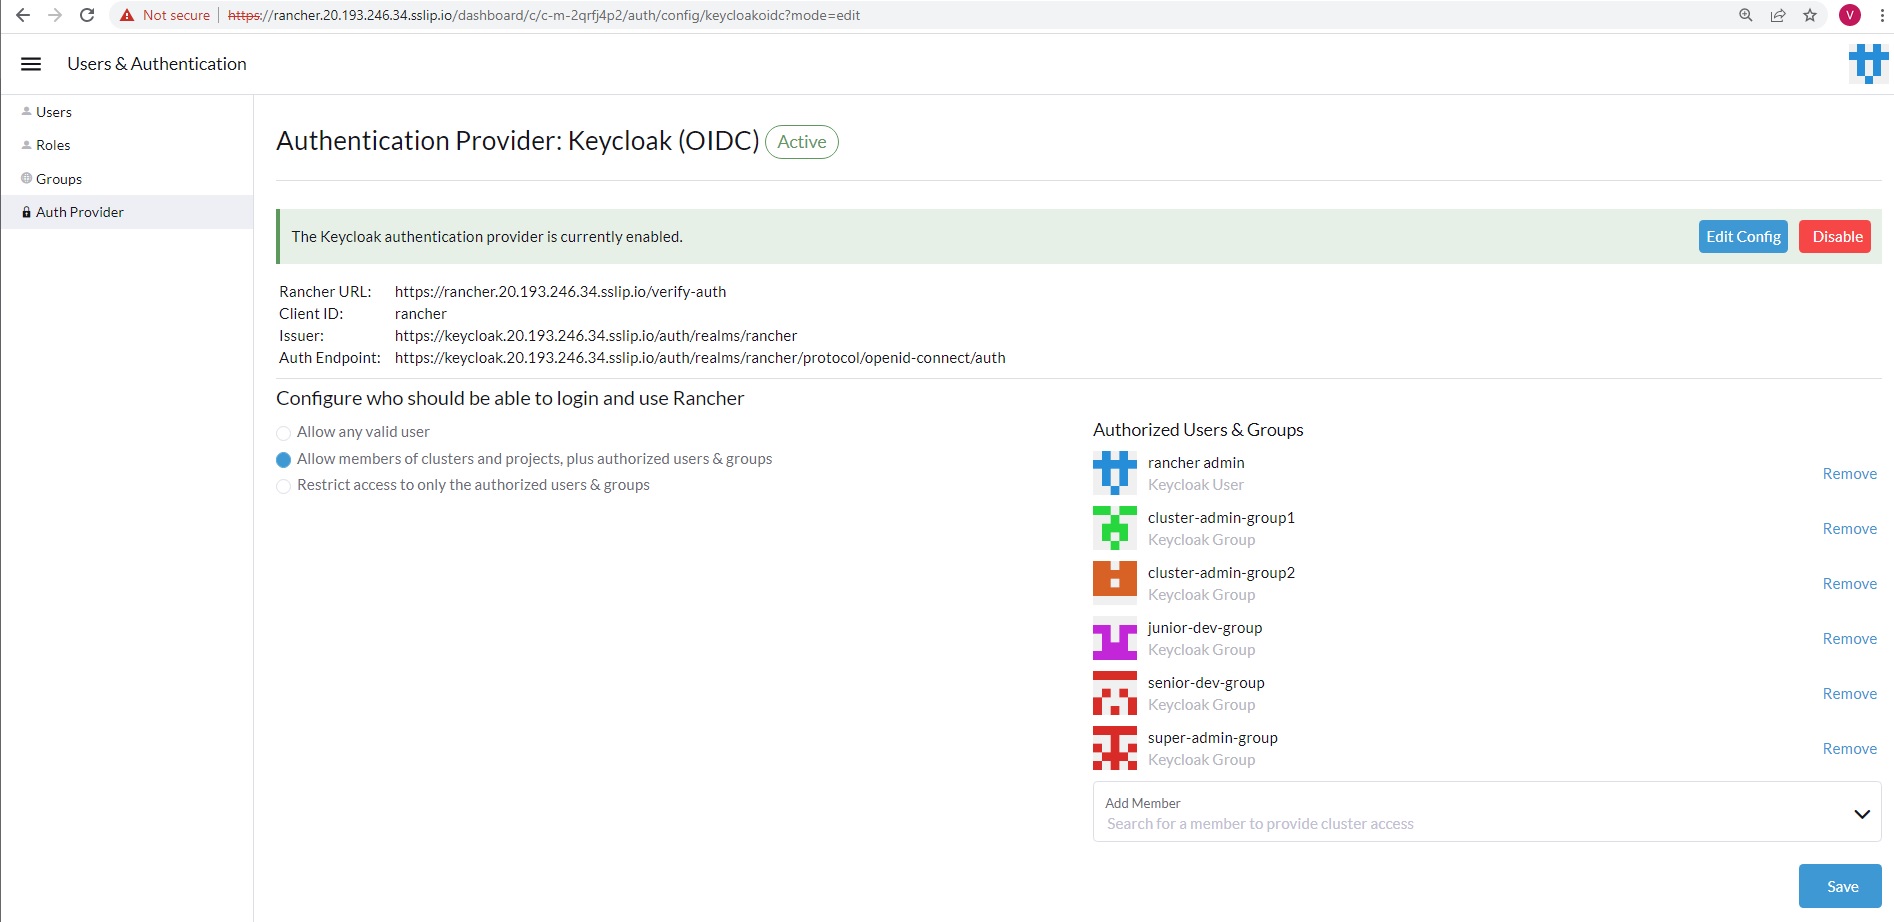 Not secure
https://rancher.20.193.246.34.sslip.io/dashboard/c/c-m-2qrfj4p2/auth/config/keycloakoidc?mode=edit
V
Users & Authentication
Users
Roles
Groups
Auth Provider
Authentication Provider: Keycloak (OIDC) Active
The Keycloak authentication provider is currently enabled.
Edit Config
Disable
Rancher URL: https://rancher.20.193.246.34.sslip.io/verify-auth
Client ID: rancher
Issuer: https://keycloak.20.193.246.34.sslip.io/auth/realms/rancher
Auth Endpoint: https://keycloak.20.193.246.34.sslip.io/auth/realms/rancher/protocol/openid-connect/auth
Configure who should be able to login and use Rancher
Allow any valid user
Allow members of clusters and projects, plus authorized users & groups
Restrict access to only the authorized users & groups
Authorized Users & Groups
rancher admin
Keycloak User
Remove
cluster-admin-group1
Keycloak Group
Remove
cluster-admin-group2
Keycloak Group
Remove
junior-dev-group
Keycloak Group
Remove
senior-dev-group
Keycloak Group
Remove
super-admin-group
Keycloak Group
Remove
Add Member
Search for a member to provide cluster access
Save